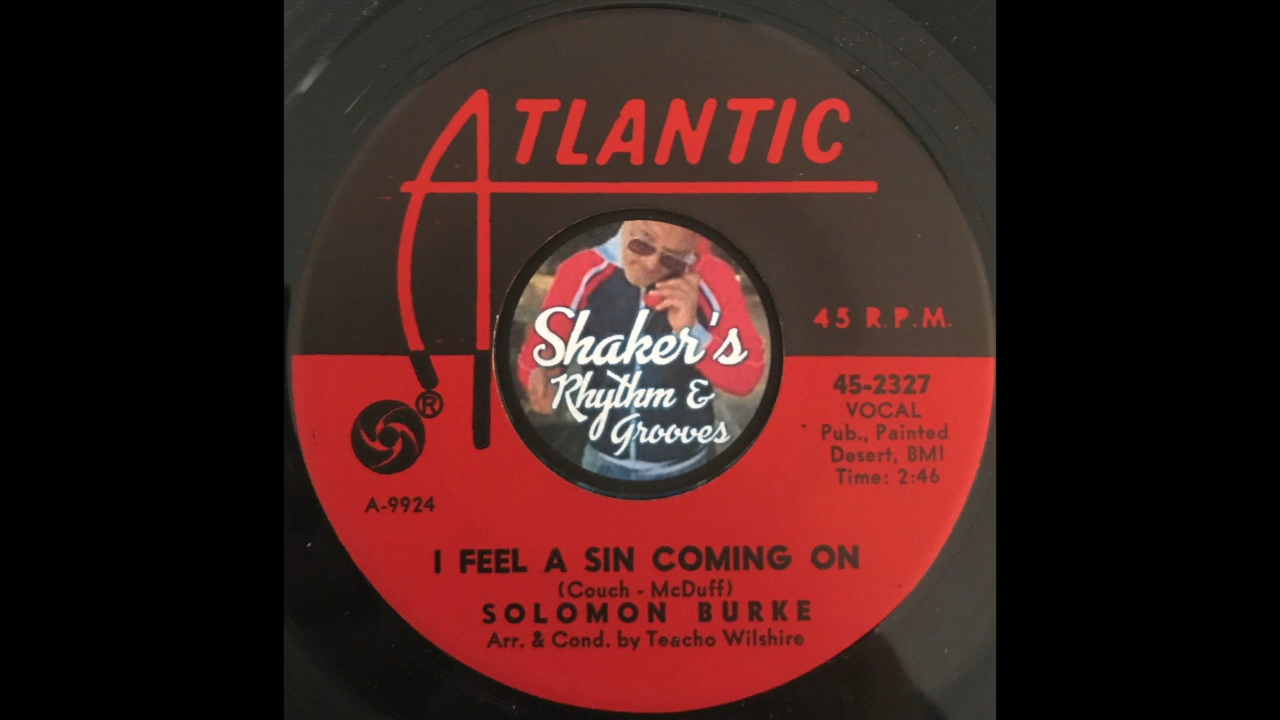 ATLANTIC
45 R.P.M.
Shaker's
Rhythm &
Grooves
®
45-2327
VOCAL
Pub., Painted
Desert, BMI
Time: 2:46
A-9924
I FEEL A SIN COMING ON
(Couch - McDuff)
SOLOMON BURKE
Arr. & Cond. by Teacho Wilshire